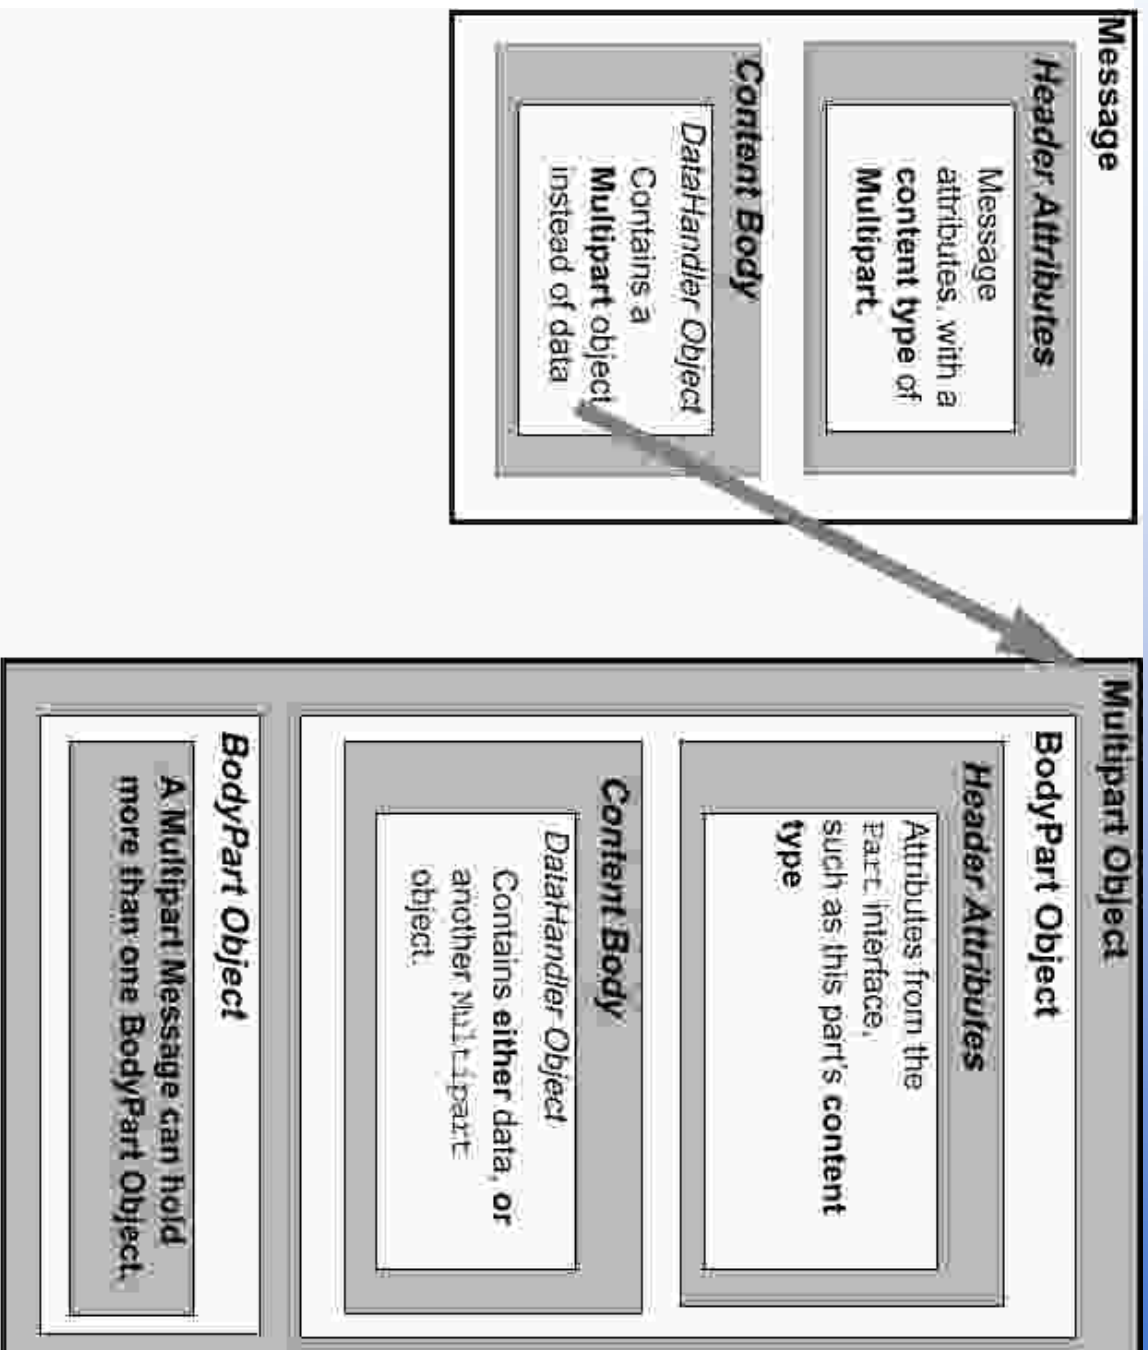 Message
Header Attributes
Message
attributes, with a
content type of
Multipart.
Content Body
DataHandler Object
Contains a
Multipart object
instead of data
Multipart Object
BodyPart Object
Header Attributes
Attributes from the
Part interface,
such as this part's content
type
Content Body
DataHandler Object
Contains either data, or
another Multipart
object.
BodyPart Object
A Multipart Message can hold
more than one BodyPart Object.